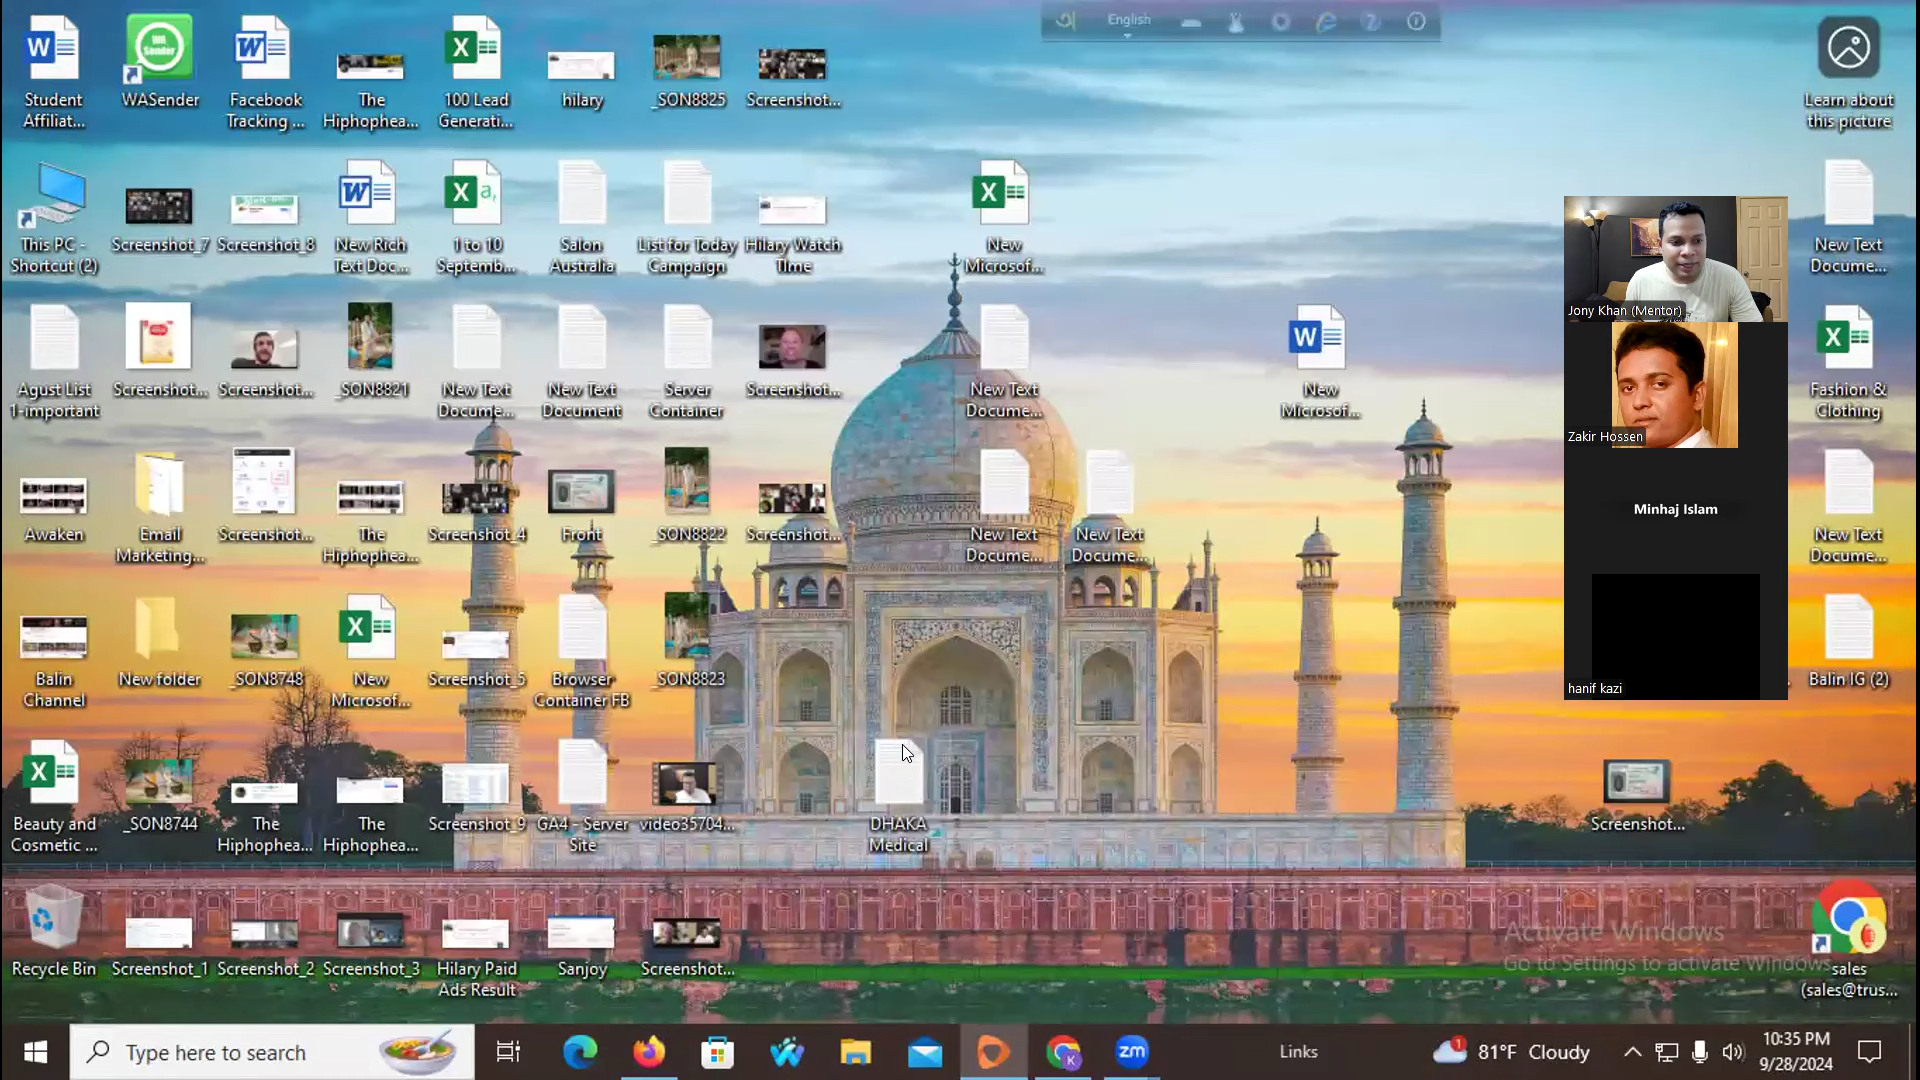 English
Student
Affiliat...
WASender
Facebook
Tracking ...
The
Hiphophea...
100 Lead
Generati...
hilary
_SON8825
Screenshot...
Learn about
this picture
This PC -
Shortcut (2)
Screenshot_7
Screenshot_8
New Rich
Text Doc...
1 to 10
Septemb...
Salon
Australia
List for Today
Campaign
Hilary Watch
TIme
New
Microsof...
New Text
Docume...
Agust List
1-important
Screenshot...
Screenshot...
_SON8821
New Text
Docume...
New Text
Document
Server
Container
Screenshot...
New Text
Docume...
New
Microsof...
Fashion &
Clothing
Jony Khan (Mentor)
Zakir Hossen
Minhaj Islam
hanif kazi
Awaken
Email
Marketing...
Screenshot...
The
Hiphophea...
Screenshot_4
Front
_SON8822
Screenshot...
New Text
Docume...
New Text
Docume...
New Text
Docume...
Balin
Channel
New folder
_SON8748
New
Microsof...
Screenshot_5
Browser
Container FB
_SON8823
Balin IG (2)
Beauty and
Cosmetic ...
_SON8744
The
Hiphophea...
The
Hiphophea...
Screenshot_9
GA4 - Server
Site
video35704...
DHAKA
Medical
Screenshot...
Recycle Bin
Screenshot_1
Screenshot_2
Screenshot_3
Hilary Paid
Ads Result
Sanjoy
Screenshot...
Activate Windows
Go to Settings to activate Windows.
sales
(sales@trus...
Type here to search
zm
Links
1
81°F Cloudy
10:35 PM
9/28/2024